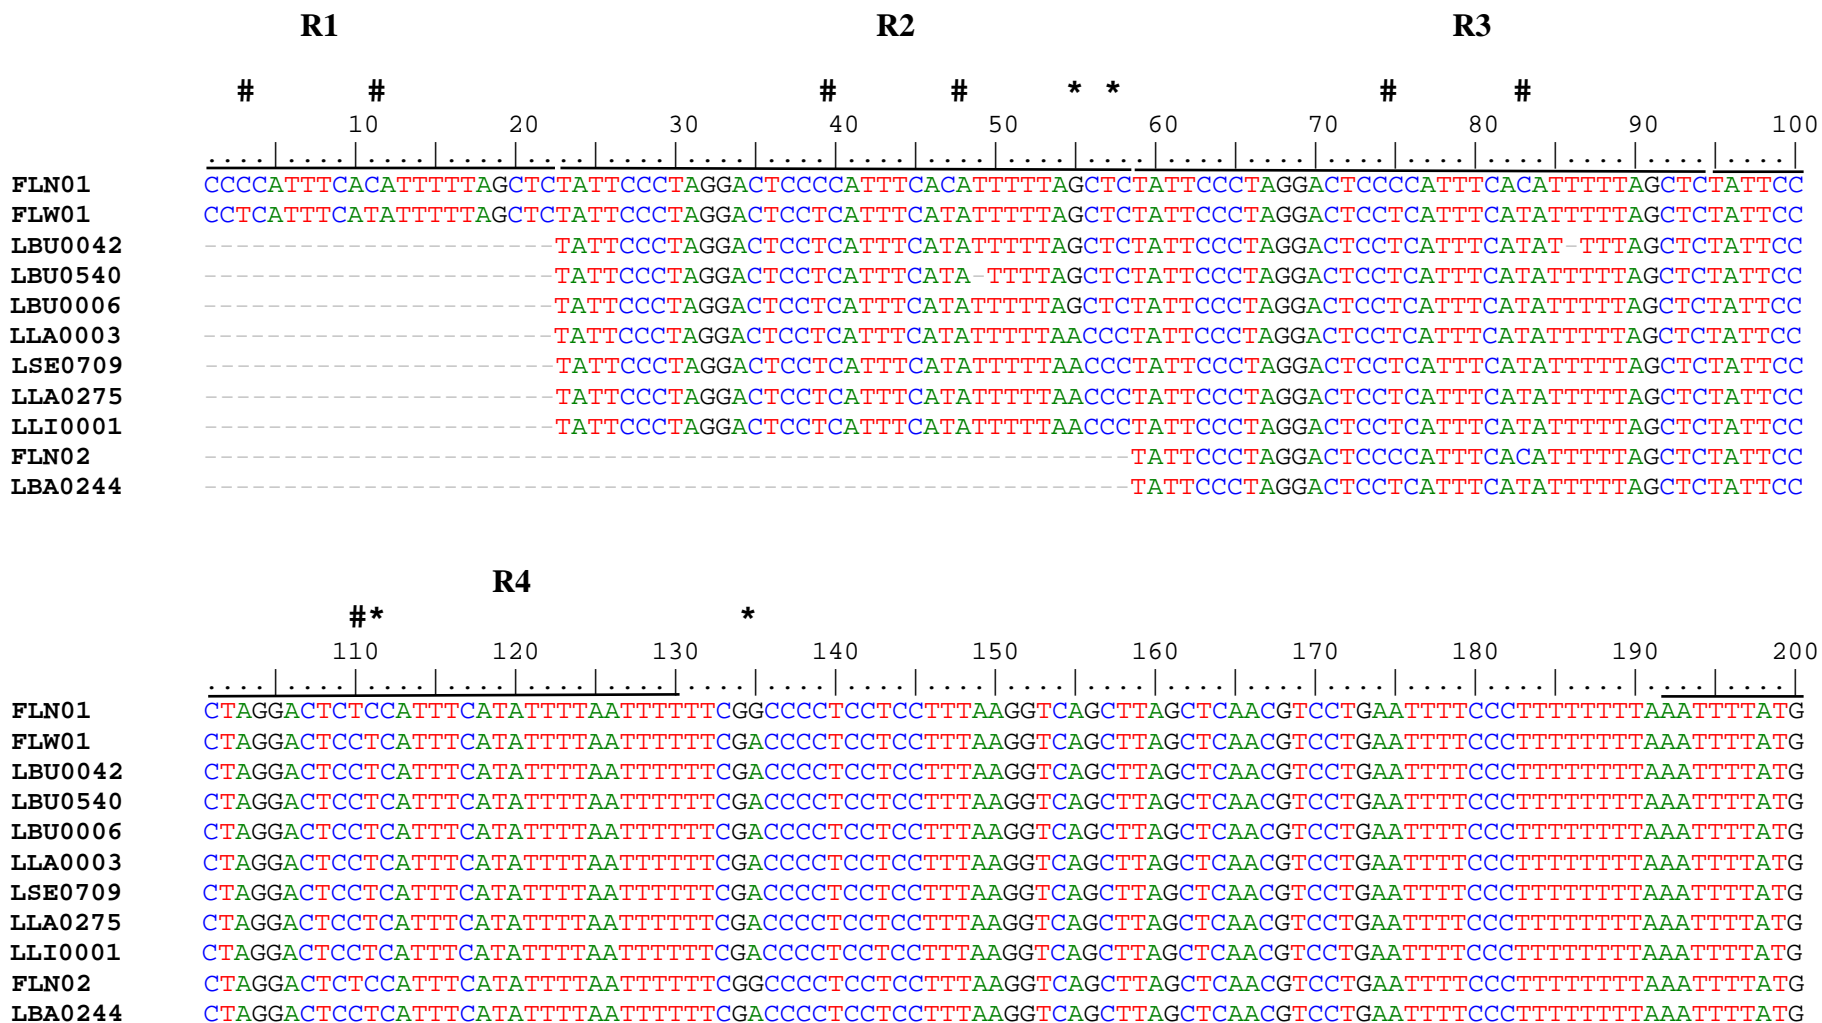 R1 R2 R3
# # # # * * # #
10 20 30 40 50 60 70 80 90 100
....|....|....|....|....|....|....|....|....|....|....|....|....|....|....|....|....|....|....|....|
FLN01 CCCCATTTCACATTTTTAGCTCTATTCCCTAGGACTCCCCATTTCACATTTTTAGCTCTATTCCCTAGGACTCCCCATTTCACATTTTTAGCTCTATTCC
FLW01 CCTCATTTCATATTTTTAGCTCTATTCCCTAGGACTCCTCATTTCATATTTTTAGCTCTATTCCCTAGGACTCCTCATTTCATATTTTTAGCTCTATTCC
LBU0042 ----------------------TATTCCCTAGGACTCCTCATTTCATATTTTTAGCTCTATTCCCTAGGACTCCTCATTTCATAT-TTTAGCTCTATTCC
LBU0540 ----------------------TATTCCCTAGGACTCCTCATTTCATA-TTTTAGCTCTATTCCCTAGGACTCCTCATTTCATATTTTTAGCTCTATTCC
LBU0006 ----------------------TATTCCCTAGGACTCCTCATTTCATATTTTTAGCTCTATTCCCTAGGACTCCTCATTTCATATTTTTAGCTCTATTCC
LLA0003 ----------------------TATTCCCTAGGACTCCTCATTTCATATTTTTAACCCTATTCCCTAGGACTCCTCATTTCATATTTTTAGCTCTATTCC
LSE0709 ----------------------TATTCCCTAGGACTCCTCATTTCATATTTTTAACCCTATTCCCTAGGACTCCTCATTTCATATTTTTAGCTCTATTCC
LLA0275 ----------------------TATTCCCTAGGACTCCTCATTTCATATTTTTAACCCTATTCCCTAGGACTCCTCATTTCATATTTTTAGCTCTATTCC
LLI0001 ----------------------TATTCCCTAGGACTCCTCATTTCATATTTTTAACCCTATTCCCTAGGACTCCTCATTTCATATTTTTAGCTCTATTCC
FLN02 ----------------------------------------------------------TATTCCCTAGGACTCCCCATTTCACATTTTTAGCTCTATTCC
LBA0244 ----------------------------------------------------------TATTCCCTAGGACTCCTCATTTCATATTTTTAGCTCTATTCC
R4
#* *
110 120 130 140 150 160 170 180 190 200
....|....|....|....|....|....|....|....|....|....|....|....|....|....|....|....|....|....|....|....|
FLN01 CTAGGACTCTCCATTTCATATTTTAATTTTTTCGGCCCCTCCTCCTTTAAGGTCAGCTTAGCTCAACGTCCTGAATTTTCCCTTTTTTTTAAATTTTATG
FLW01 CTAGGACTCCTCATTTCATATTTTAATTTTTTCGACCCCTCCTCCTTTAAGGTCAGCTTAGCTCAACGTCCTGAATTTTCCCTTTTTTTTAAATTTTATG
LBU0042 CTAGGACTCCTCATTTCATATTTTAATTTTTTCGACCCCTCCTCCTTTAAGGTCAGCTTAGCTCAACGTCCTGAATTTTCCCTTTTTTTTAAATTTTATG
LBU0540 CTAGGACTCCTCATTTCATATTTTAATTTTTTCGACCCCTCCTCCTTTAAGGTCAGCTTAGCTCAACGTCCTGAATTTTCCCTTTTTTTTAAATTTTATG
LBU0006 CTAGGACTCCTCATTTCATATTTTAATTTTTTCGACCCCTCCTCCTTTAAGGTCAGCTTAGCTCAACGTCCTGAATTTTCCCTTTTTTTTAAATTTTATG
LLA0003 CTAGGACTCCTCATTTCATATTTTAATTTTTTCGACCCCTCCTCCTTTAAGGTCAGCTTAGCTCAACGTCCTGAATTTTCCCTTTTTTTTAAATTTTATG
LSE0709 CTAGGACTCCTCATTTCATATTTTAATTTTTTCGACCCCTCCTCCTTTAAGGTCAGCTTAGCTCAACGTCCTGAATTTTCCCTTTTTTTTAAATTTTATG
LLA0275 CTAGGACTCCTCATTTCATATTTTAATTTTTTCGACCCCTCCTCCTTTAAGGTCAGCTTAGCTCAACGTCCTGAATTTTCCCTTTTTTTTAAATTTTATG
LLI0001 CTAGGACTCCTCATTTCATATTTTAATTTTTTCGACCCCTCCTCCTTTAAGGTCAGCTTAGCTCAACGTCCTGAATTTTCCCTTTTTTTTAAATTTTATG
FLN02 CTAGGACTCTCCATTTCATATTTTAATTTTTTCGGCCCCTCCTCCTTTAAGGTCAGCTTAGCTCAACGTCCTGAATTTTCCCTTTTTTTTAAATTTTATG
LBA0244 CTAGGACTCCTCATTTCATATTTTAATTTTTTCGACCCCTCCTCCTTTAAGGTCAGCTTAGCTCAACGTCCTGAATTTTCCCTTTTTTTTAAATTTTATG